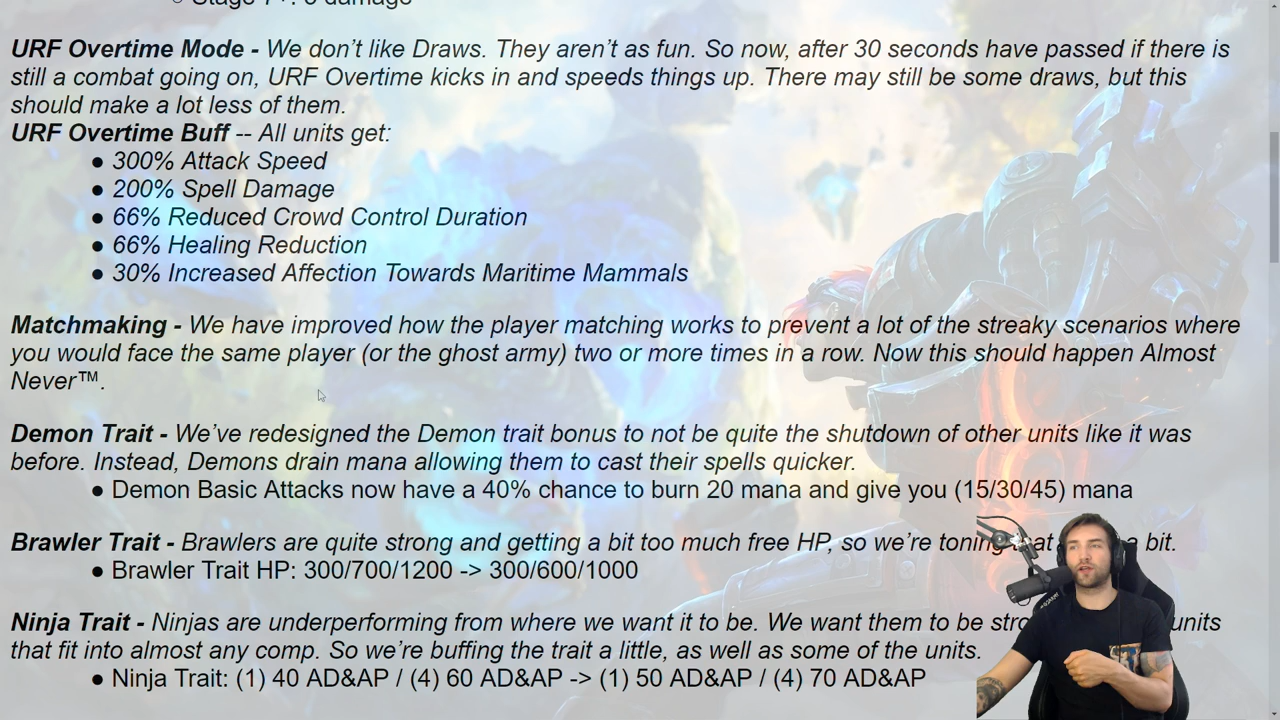 URF Overtime Mode - We don't like Draws. They aren't as fun. So now, after 30 seconds have passed if there is
still a combat going on, URF Overtime kicks in and speeds things up. There may still be some draws, but this
should make a lot less of them.
URF Overtime Buff -- All units get:
● 300% Attack Speed
● 200% Spell Damage
● 66% Reduced Crowd Control Duration
● 66% Healing Reduction
● 30% Increased Affection Towards Maritime Mammals
Matchmaking - We have improved how the player matching works to prevent a lot of the streaky scenarios where
you would face the same player (or the ghost army) two or more times in a row. Now this should happen Almost
Never™.
Demon Trait - We've redesigned the Demon trait bonus to not be quite the shutdown of other units like it was
before. Instead, Demons drain mana allowing them to cast their spells quicker.
● Demon Basic Attacks now have a 40% chance to burn 20 mana and give you (15/30/45) mana
Brawler Trait - Brawlers are quite strong and getting a bit too much free HP, so we're toning that a bit.
● Brawler Trait HP: 300/700/1200 -> 300/600/1000
Ninja Trait - Ninjas are underperforming from where we want it to be. We want them to be units
that fit into almost any comp. So we're buffing the trait a little, as well as some of the units.
● Ninja Trait: (1) 40 AD&AP / (4) 60 AD&AP -> (1) 50 AD&AP / (4) 70 AD&AP